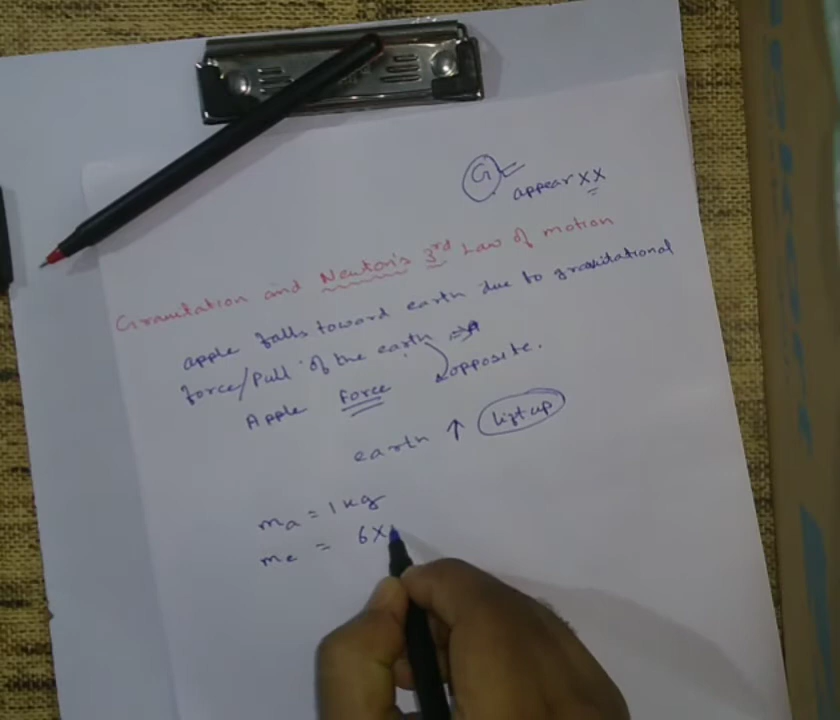 G
appear XX
Gravitation and Newton's 3rd Law of motion
apple falls toward earth due to gravitational
force/Pull of the earth ⇒
Apple force opposite.
earth ↑ lift up
ma = 1 kg
me = 6X